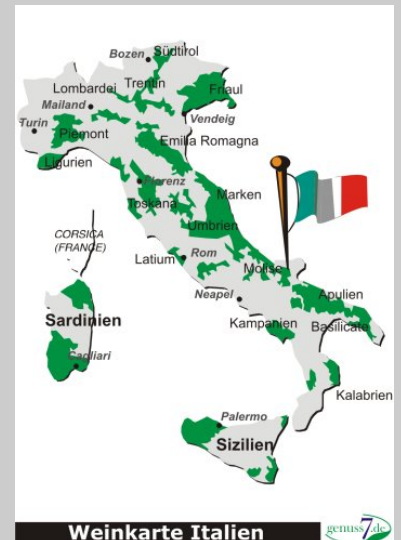 Bozen
Südtirol
Lombardei
Trentin
Friaul
Mailand
Turin
Vendeig
Piemont
Emilia Romagna
Ligurien
Florenz
Toskana
Marken
Umbrien
CORSICA
(FRANCE)
Latium
Rom
Molise
Neapel
Apulien
Sardinien
Kampanien
Basilicate
Cagliari
Kalabrien
Palermo
Sizilien
Weinkarte Italien
genuss7.de